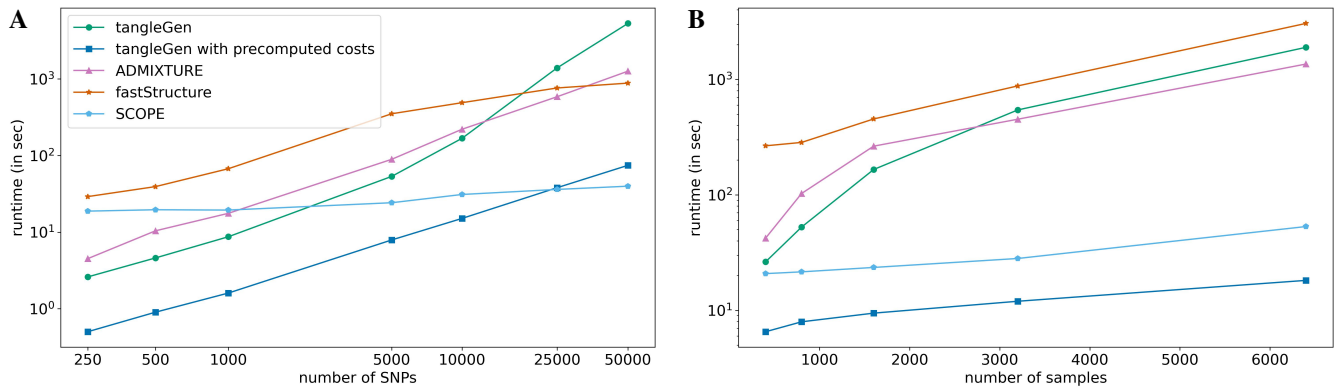 A
tangleGen
tangleGen with precomputed costs
ADMIXTURE
fastStructure
SCOPE
10³
10²
10¹
10⁰
runtime (in sec)
250 500 1000 5000 10000 25000 50000
number of SNPs
B
10³
10²
10¹
runtime (in sec)
1000 2000 3000 4000 5000 6000
number of samples